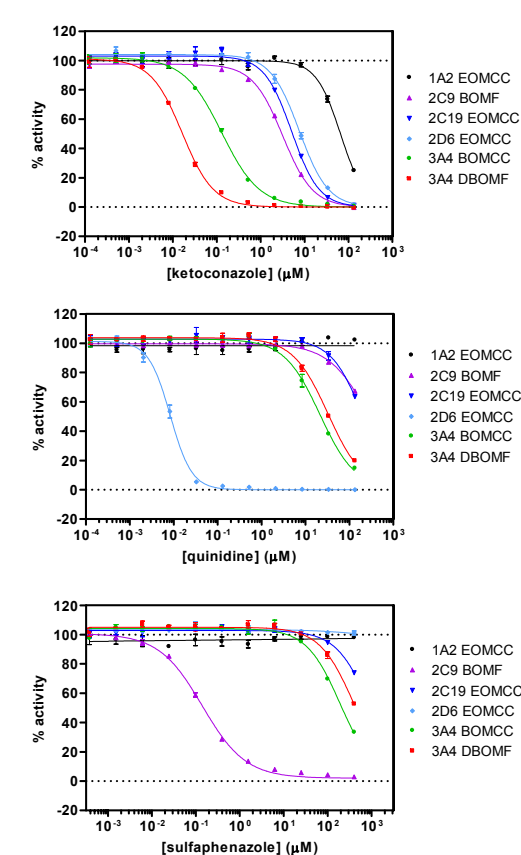 120
100
80
60
40
20
0
-20
% activity
10⁻⁴ 10⁻³ 10⁻² 10⁻¹ 10⁰ 10¹ 10² 10³
[ketoconazole] (μM)
1A2 EOMCC
2C9 BOMF
2C19 EOMCC
2D6 EOMCC
3A4 BOMCC
3A4 DBOMF
120
100
80
60
40
20
0
-20
% activity
10⁻⁴ 10⁻³ 10⁻² 10⁻¹ 10⁰ 10¹ 10² 10³
[quinidine] (μM)
1A2 EOMCC
2C9 BOMF
2C19 EOMCC
2D6 EOMCC
3A4 BOMCC
3A4 DBOMF
120
100
80
60
40
20
0
-20
% activity
10⁻³ 10⁻² 10⁻¹ 10⁰ 10¹ 10² 10³
[sulfaphenazole] (μM)
1A2 EOMCC
2C9 BOMF
2C19 EOMCC
2D6 EOMCC
3A4 BOMCC
3A4 DBOMF